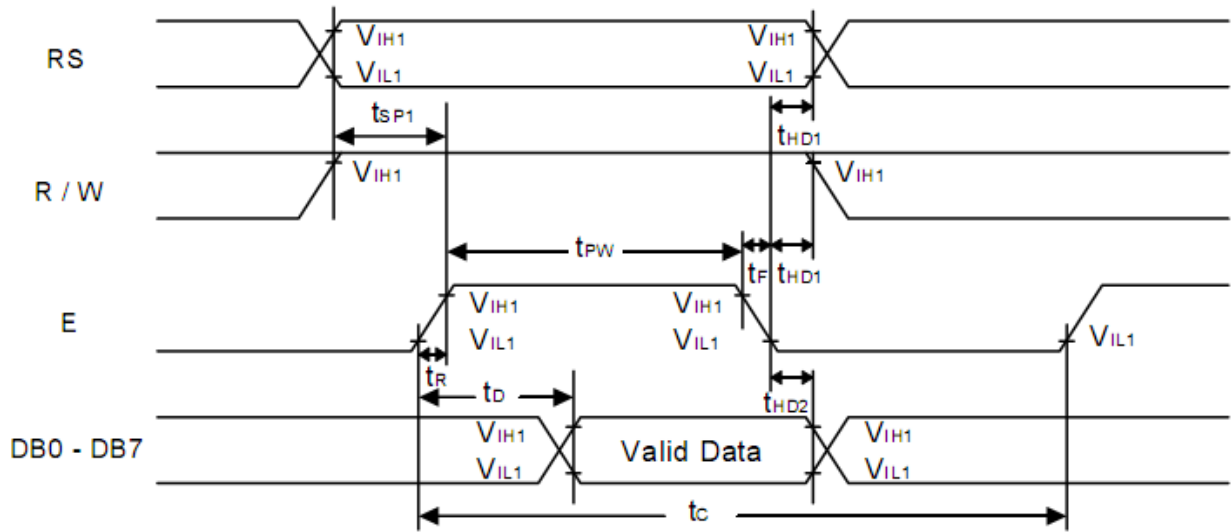 VIH1 VIH1
RS
VIL1 VIL1
tSP1 tHD1
R / W VIH1 VIH1
tPW tF tHD1
VIH1 VIH1
E
VIL1 VIL1 VIL1
tR tD tHD2
VIH1 VIH1
DB0 - DB7 Valid Data
VIL1 VIL1
tC